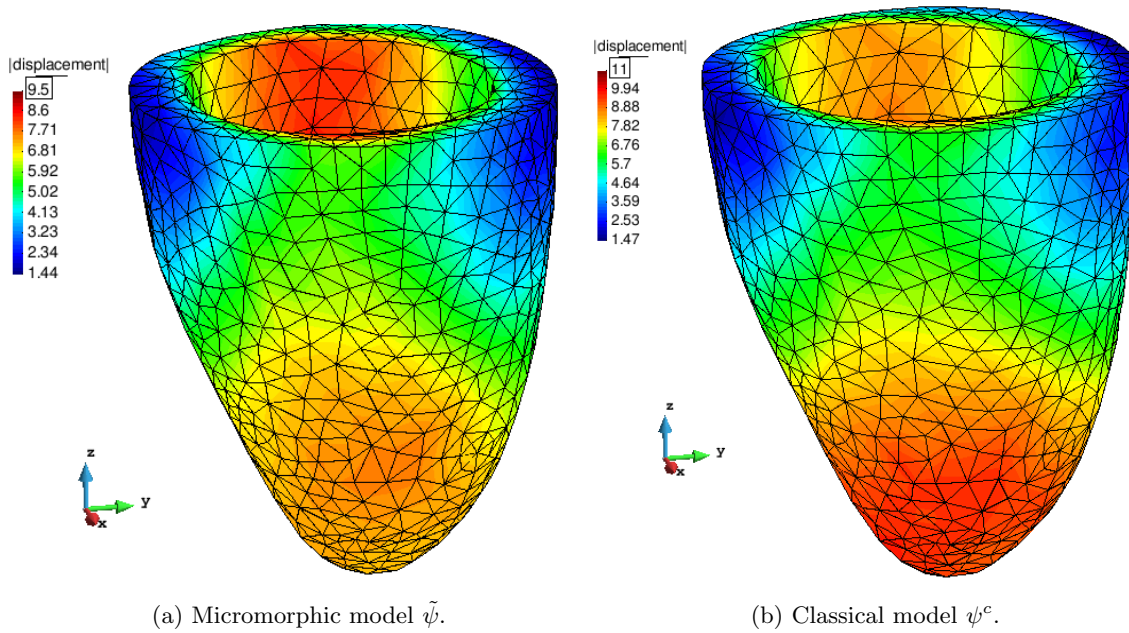 |displacement|
9.5
8.6
7.71
6.81
5.92
5.02
4.13
3.23
2.34
1.44
z
y
x
(a) Micromorphic model ψ̃.
|displacement|
11
9.94
8.88
7.82
6.76
5.7
4.64
3.59
2.53
1.47
z
y
x
(b) Classical model ψᶜ.